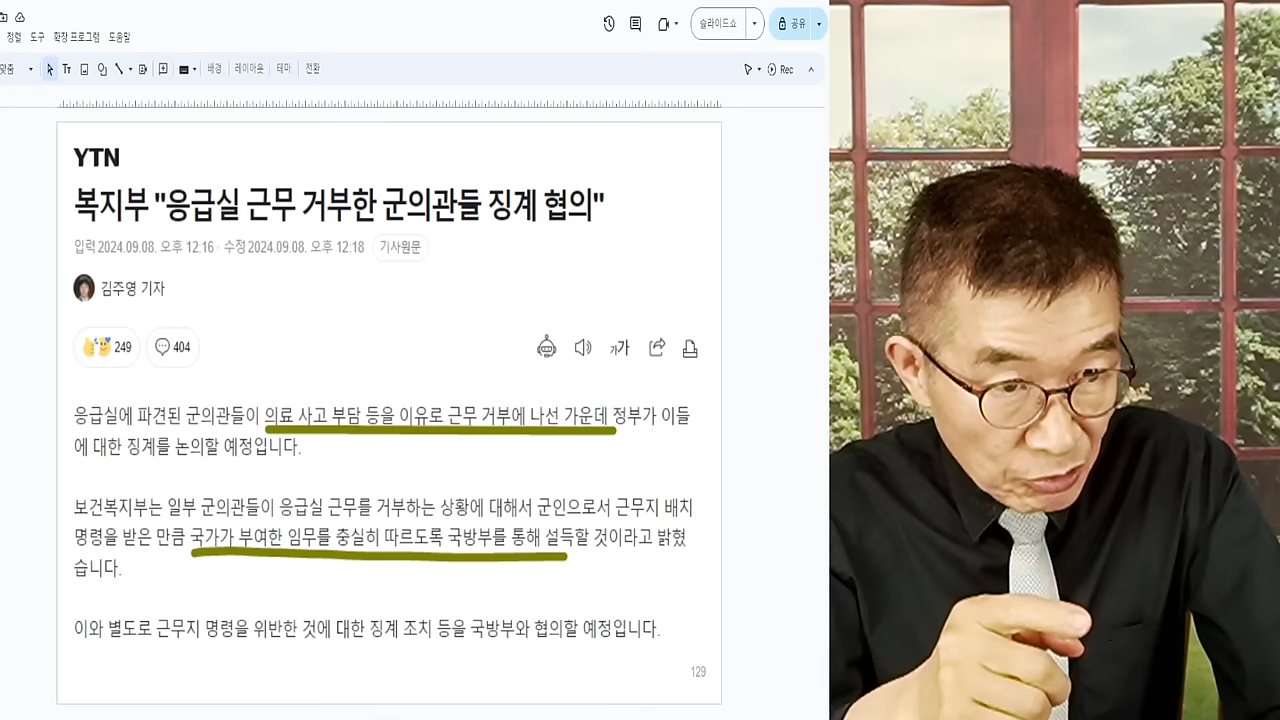 정렬 도구 확장 프로그램 도움말
슬라이드쇼
공유
맞춤
배경 레이아웃 테마 전환
Rec
YTN
복지부 "응급실 근무 거부한 군의관들 징계 협의"
입력 2024.09.08. 오후 12:16 · 수정 2024.09.08. 오후 12:18 기사원문
김주영 기자
249 404
가가
응급실에 파견된 군의관들이 의료 사고 부담 등을 이유로 근무 거부에 나선 가운데 정부가 이들
에 대한 징계를 논의할 예정입니다.
보건복지부는 일부 군의관들이 응급실 근무를 거부하는 상황에 대해서 군인으로서 근무지 배치
명령을 받은 만큼 국가가 부여한 임무를 충실히 따르도록 국방부를 통해 설득할 것이라고 밝혔
습니다.
이와 별도로 근무지 명령을 위반한 것에 대한 징계 조치 등을 국방부와 협의할 예정입니다.
129